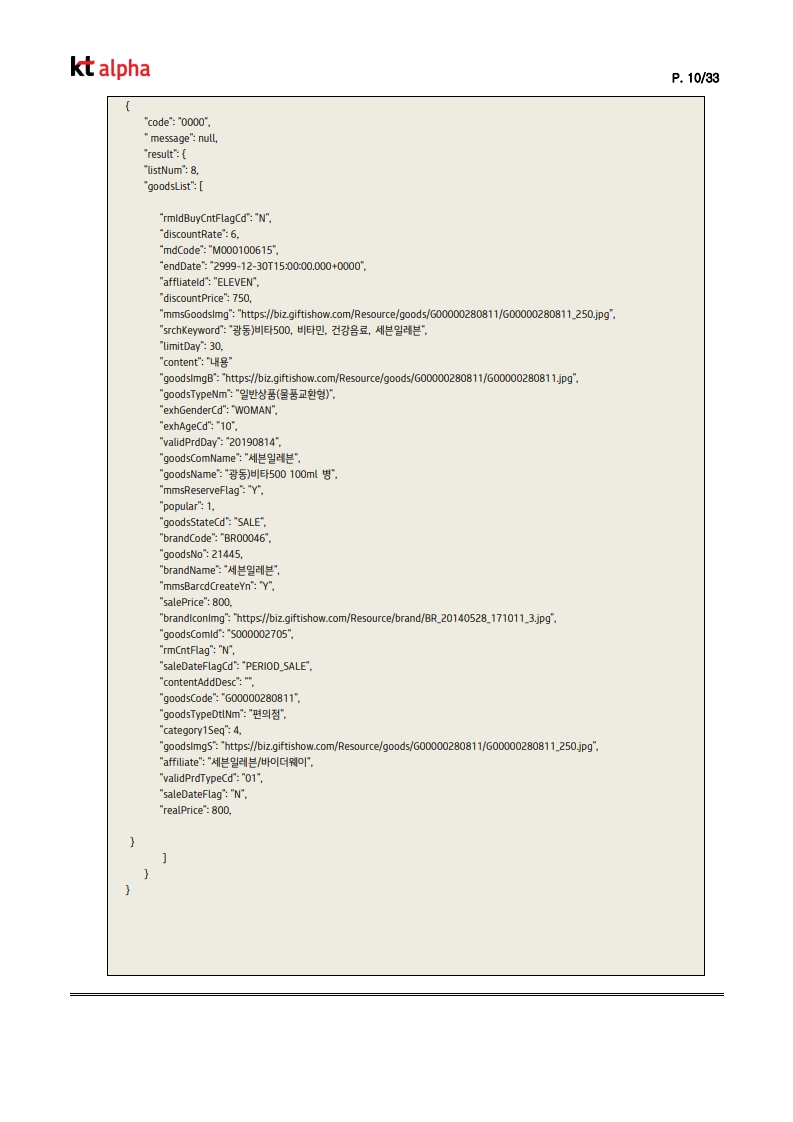 kt alpha
P. 10/33
{
"code": "0000",
" message": null,
"result": {
"listNum": 8,
"goodsList": [
"rmIdBuyCntFlagCd": "N",
"discountRate": 6,
"mdCode": "M000100615",
"endDate": "2999-12-30T15:00:00.000+0000",
"affliateId": "ELEVEN",
"discountPrice": 750,
"mmsGoodsImg": "https://biz.giftishow.com/Resource/goods/G00000280811/G00000280811_250.jpg",
"srchKeyword": "광동)비타500, 비타민, 건강음료, 세븐일레븐",
"limitDay": 30,
"content": "내용"
"goodsImgB": "https://biz.giftishow.com/Resource/goods/G00000280811/G00000280811.jpg",
"goodsTypeNm": "일반상품(물품교환형)",
"exhGenderCd": "WOMAN",
"exhAgeCd": "10",
"validPrdDay": "20190814",
"goodsComName": "세븐일레븐",
"goodsName": "광동)비타500 100ml 병",
"mmsReserveFlag": "Y",
"popular": 1,
"goodsStateCd": "SALE",
"brandCode": "BR00046",
"goodsNo": 21445,
"brandName": "세븐일레븐",
"mmsBarcdCreateYn": "Y",
"salePrice": 800,
"brandIconImg": "https://biz.giftishow.com/Resource/brand/BR_20140528_171011_3.jpg",
"goodsComId": "S000002705",
"rmCntFlag": "N",
"saleDateFlagCd": "PERIOD_SALE",
"contentAddDesc": "",
"goodsCode": "G00000280811",
"goodsTypeDtlNm": "편의점",
"category1Seq": 4,
"goodsImgS": "https://biz.giftishow.com/Resource/goods/G00000280811/G00000280811_250.jpg",
"affiliate": "세븐일레븐/바이더웨이",
"validPrdTypeCd": "01",
"saleDateFlag": "N",
"realPrice": 800,
}
]
}
}